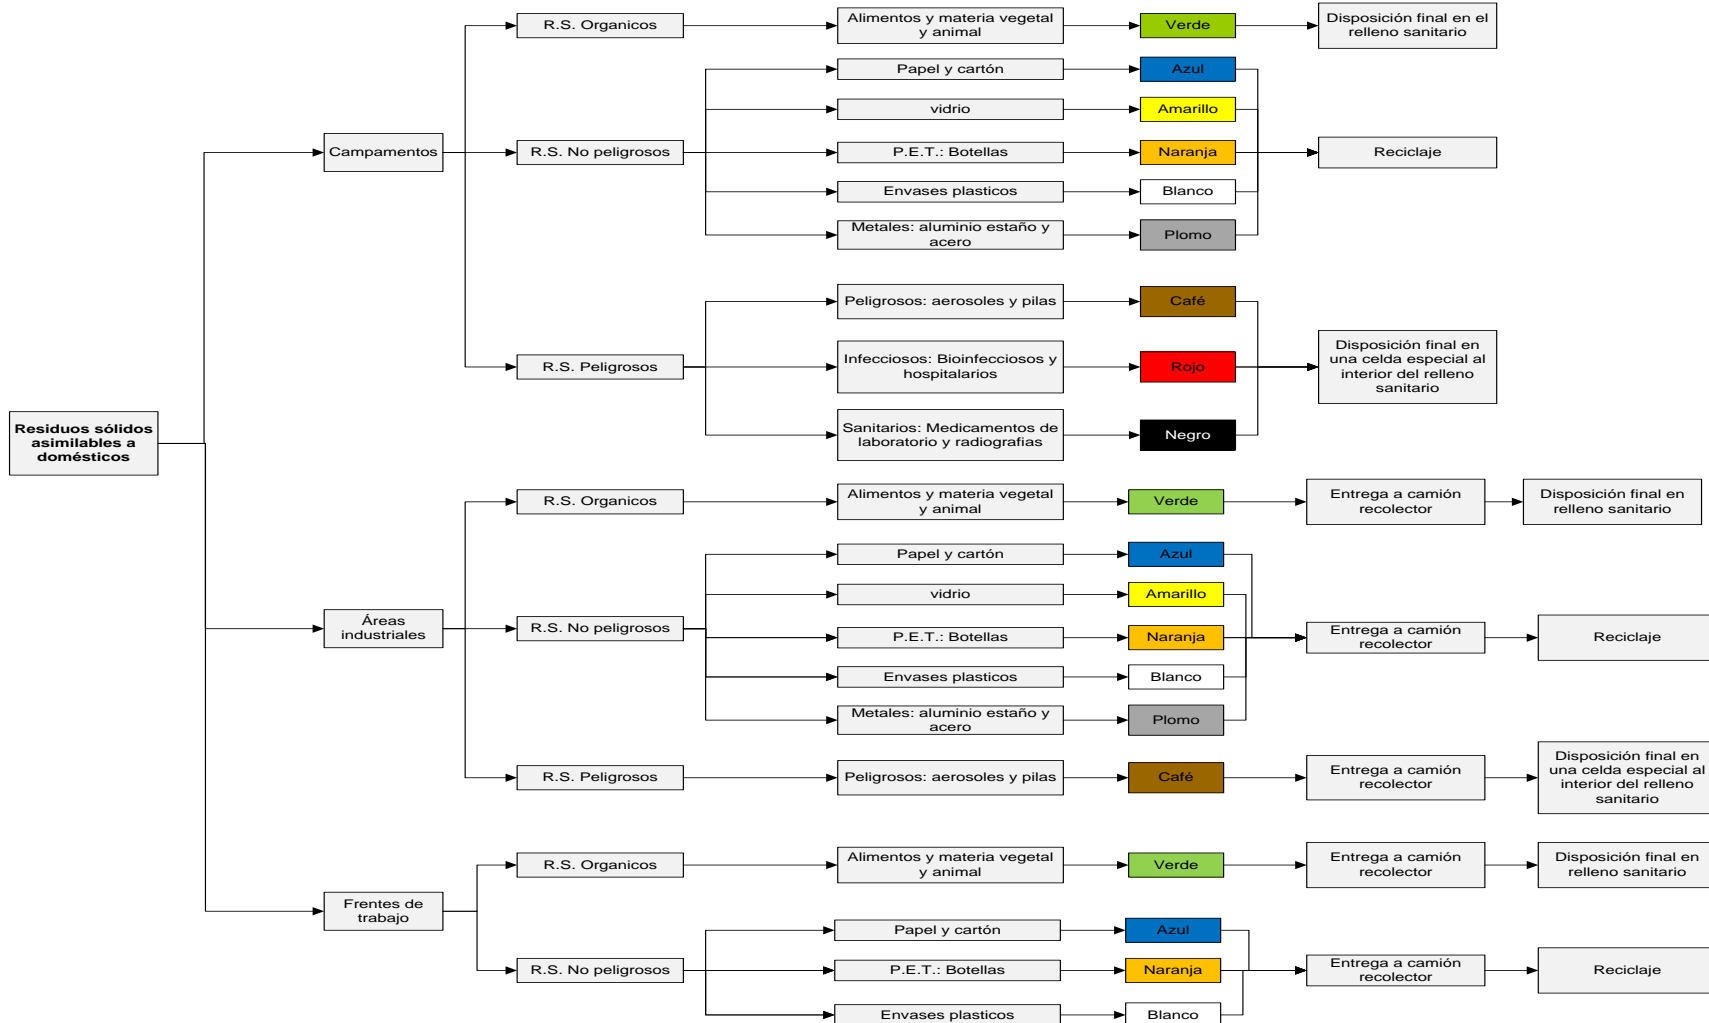 Residuos sólidos
asimilables a
domésticos
Campamentos
R.S. Organicos
Alimentos y materia vegetal
y animal
Verde
Disposición final en el
relleno sanitario
R.S. No peligrosos
Papel y cartón
Azul
vidrio
Amarillo
P.E.T.: Botellas
Naranja
Envases plasticos
Blanco
Metales: aluminio estaño y
acero
Plomo
Reciclaje
R.S. Peligrosos
Peligrosos: aerosoles y pilas
Café
Infecciosos: Bioinfecciosos y
hospitalarios
Rojo
Sanitarios: Medicamentos de
laboratorio y radiografias
Negro
Disposición final en
una celda especial al
interior del relleno
sanitario
Áreas
industriales
R.S. Organicos
Alimentos y materia vegetal
y animal
Verde
Entrega a camión
recolector
Disposición final en
relleno sanitario
R.S. No peligrosos
Papel y cartón
Azul
vidrio
Amarillo
P.E.T.: Botellas
Naranja
Envases plasticos
Blanco
Metales: aluminio estaño y
acero
Plomo
Entrega a camión
recolector
Reciclaje
R.S. Peligrosos
Peligrosos: aerosoles y pilas
Café
Entrega a camión
recolector
Disposición final en
una celda especial al
interior del relleno
sanitario
Frentes de
trabajo
R.S. Organicos
Alimentos y materia vegetal
y animal
Verde
Entrega a camión
recolector
Disposición final en
relleno sanitario
R.S. No peligrosos
Papel y cartón
Azul
P.E.T.: Botellas
Naranja
Envases plasticos
Blanco
Entrega a camión
recolector
Reciclaje